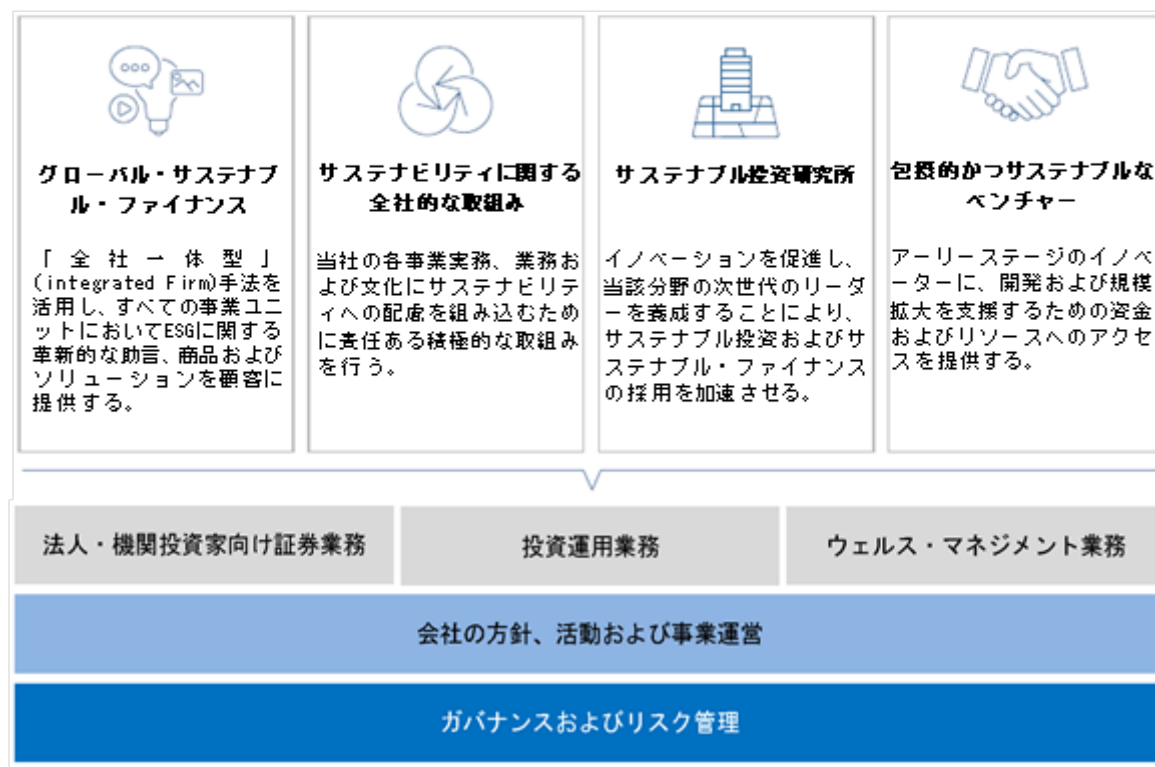 グローバル・サステナブ
ル・ファイナンス
「全社一体型」
(integrated Firm)手法を
活用し、すべての事業ユニ
ットにおいてESGに関する
革新的な助言、商品および
ソリューションを顧客に
提供する。
サステナビリティに関する
全社的な取組み
当社の各事業実務、業務お
よび文化にサステナビリテ
ィへの配慮を組み込むため
に責任ある積極的な取組み
を行う。
サステナブル投資研究所
イノベーションを促進し、
当該分野の次世代のリーダ
ーを養成することにより、
サステナブル投資およびサ
ステナブル・ファイナンス
の採用を加速させる。
包摂的かつサステナブルな
ベンチャー
アーリーステージのイノベ
ーターに、開発および規模
拡大を支援するための資金
およびリソースへのアクセ
スを提供する。
法人・機関投資家向け証券業務
投資運用業務
ウェルス・マネジメント業務
会社の方針、活動および事業運営
ガバナンスおよびリスク管理